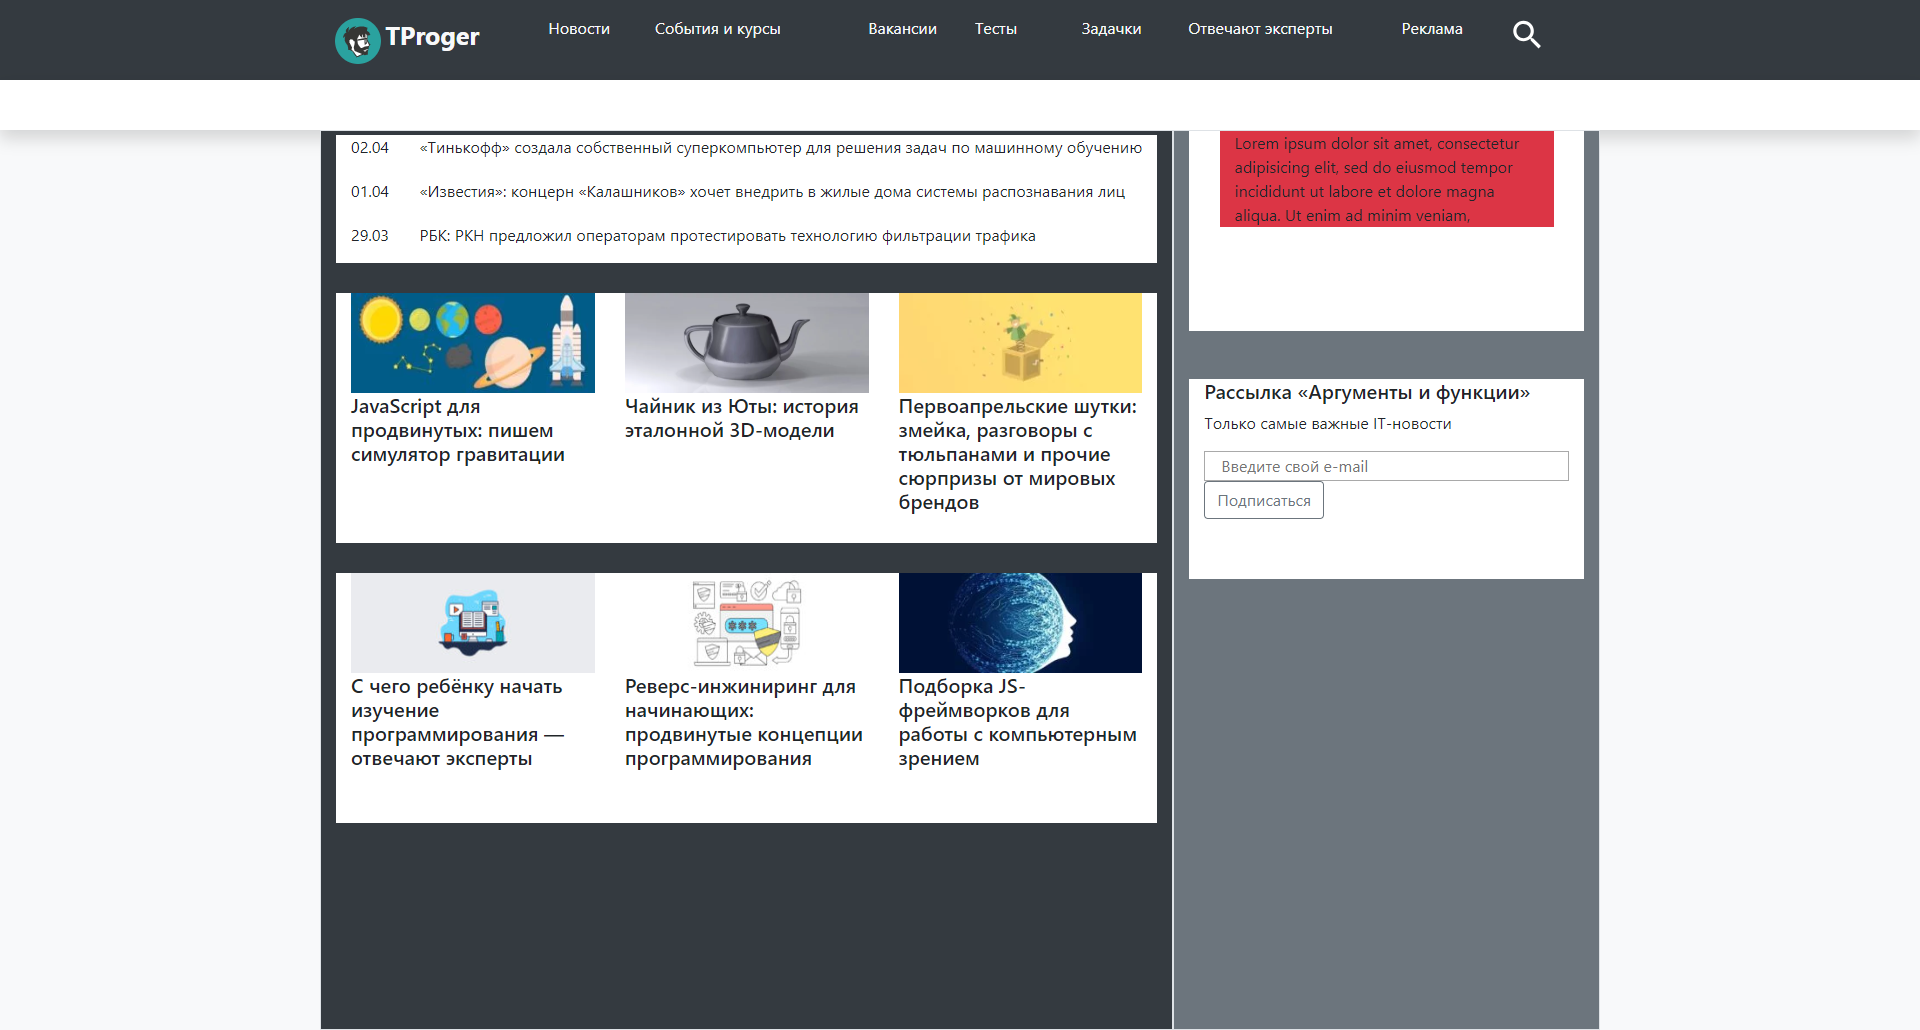 TProger
Новости
События и курсы
Вакансии
Тесты
Задачки
Отвечают эксперты
Реклама
02.04 «Тинькофф» создала собственный суперкомпьютер для решения задач по машинному обучению
01.04 «Известия»: концерн «Калашников» хочет внедрить в жилые дома системы распознавания лиц
29.03 РБК: РКН предложил операторам протестировать технологию фильтрации трафика
JavaScript для
продвинутых: пишем
симулятор гравитации
Чайник из Юты: история
эталонной 3D-модели
Первоапрельские шутки:
змейка, разговоры с
тюльпанами и прочие
сюрпризы от мировых
брендов
С чего ребёнку начать
изучение
программирования —
отвечают эксперты
Реверс-инжиниринг для
начинающих:
продвинутые концепции
программирования
Подборка JS-
фреймворков для
работы с компьютерным
зрением
Lorem ipsum dolor sit amet, consectetur
adipisicing elit, sed do eiusmod tempor
incididunt ut labore et dolore magna
aliqua. Ut enim ad minim veniam,
Рассылка «Аргументы и функции»
Только самые важные IT-новости
Введите свой e-mail
Подписаться